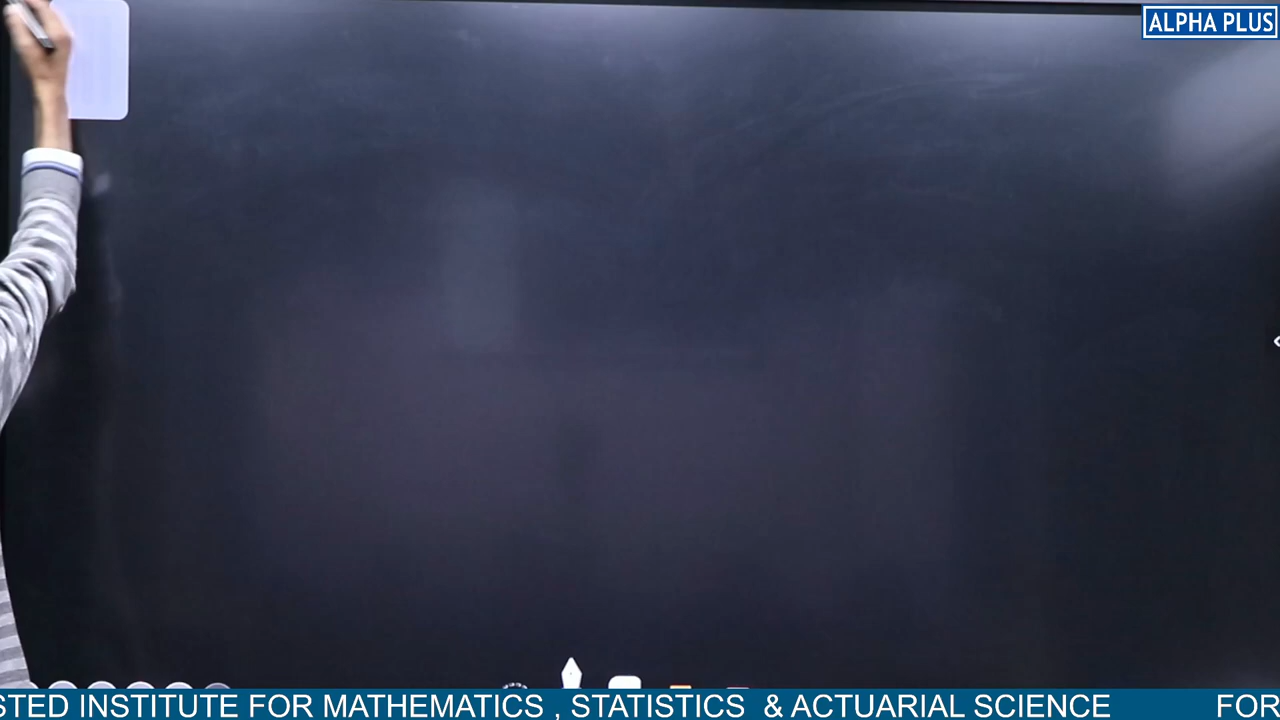 ALPHA PLUS
STED INSTITUTE FOR MATHEMATICS , STATISTICS & ACTUARIAL SCIENCE FOR